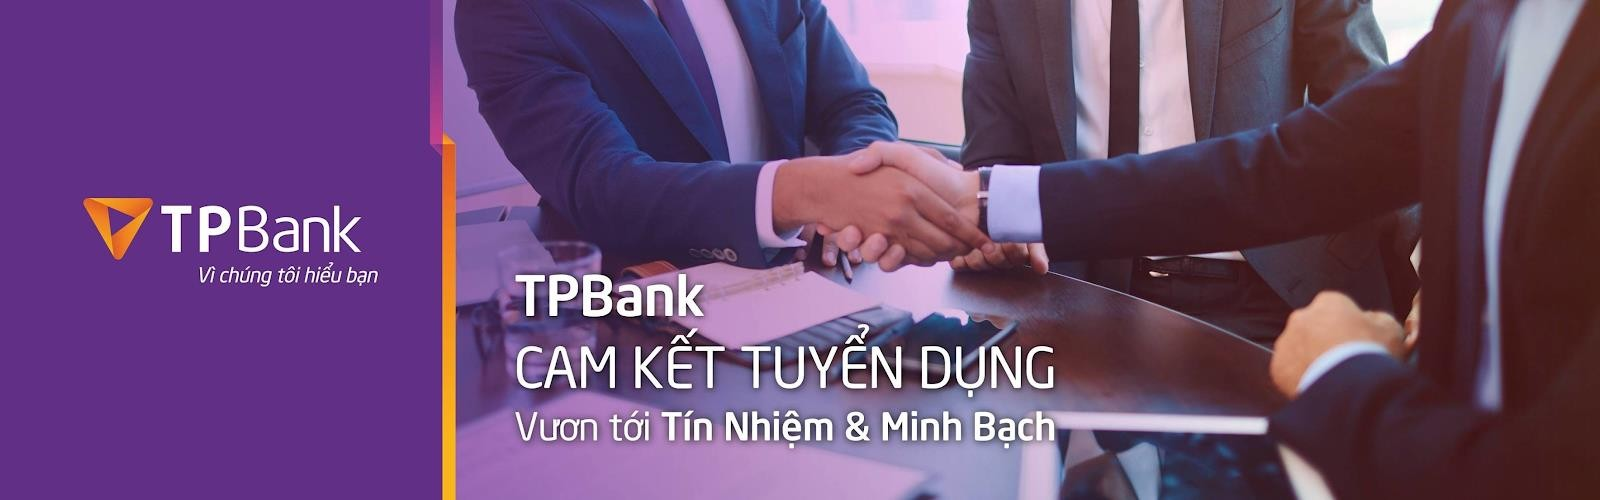 TPBank
Vì chúng tôi hiểu bạn
TPBank
CAM KẾT TUYỂN DỤNG
Vươn tới Tín Nhiệm & Minh Bạch